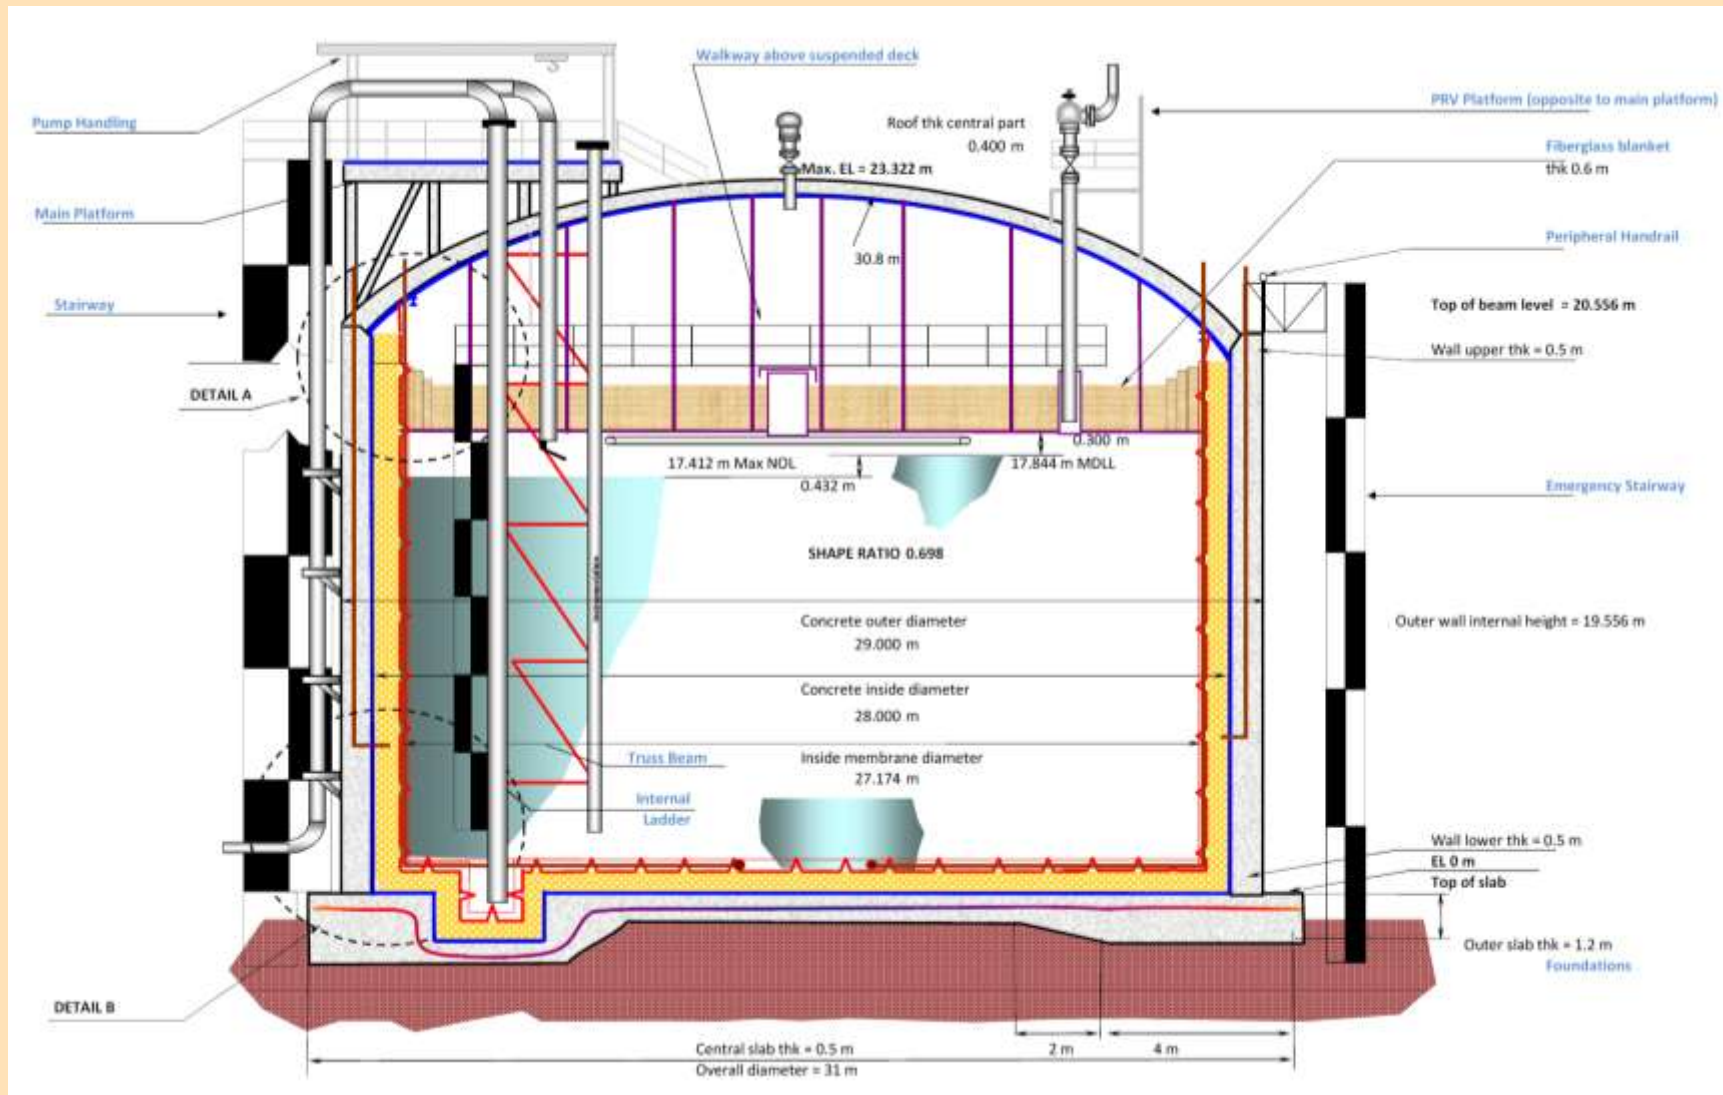 Walkway above suspended deck
Pump Handling
Roof thk central part
0.400 m
PRV Platform (opposite to main platform)
Fiberglass blanket
thk 0.6 m
Max. EL = 23.322 m
Main Platform
Peripheral Handrail
30.8 m
Stairway
Top of beam level = 20.556 m
Wall upper thk = 0.5 m
DETAIL A
0.300 m
17.412 m Max NOL
17.844 m MDLL
0.432 m
Emergency Stairway
SHAPE RATIO 0.698
Concrete outer diameter
29.000 m
Outer wall internal height = 19.556 m
Concrete inside diameter
28.000 m
Truss Beam
Inside membrane diameter
27.174 m
Internal
Ladder
Wall lower thk = 0.5 m
EL 0 m
Top of slab
Outer slab thk = 1.2 m
Foundations
DETAIL B
Central slab thk = 0.5 m
2 m
4 m
Overall diameter = 31 m